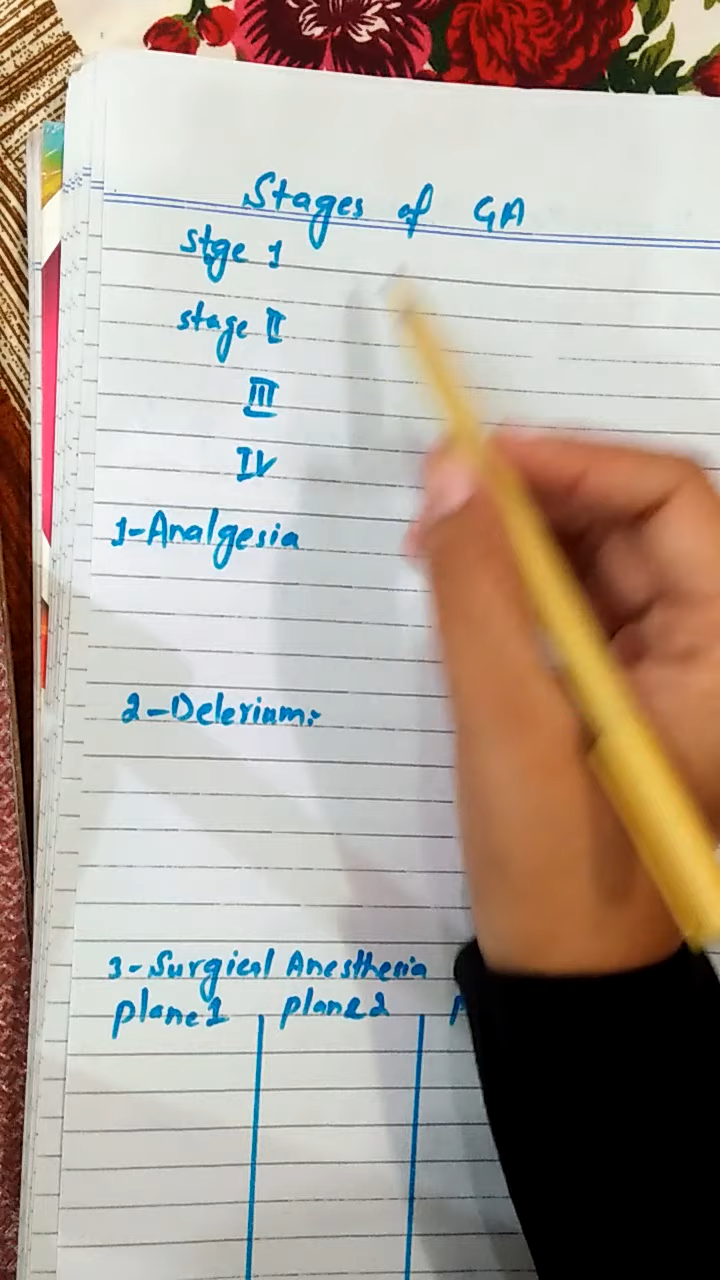 Stages of GA
stge 1
stage II
III
IV
1-Analgesia
2-Delerium:-
3-Surgical Anesthesia
plane1 plane2